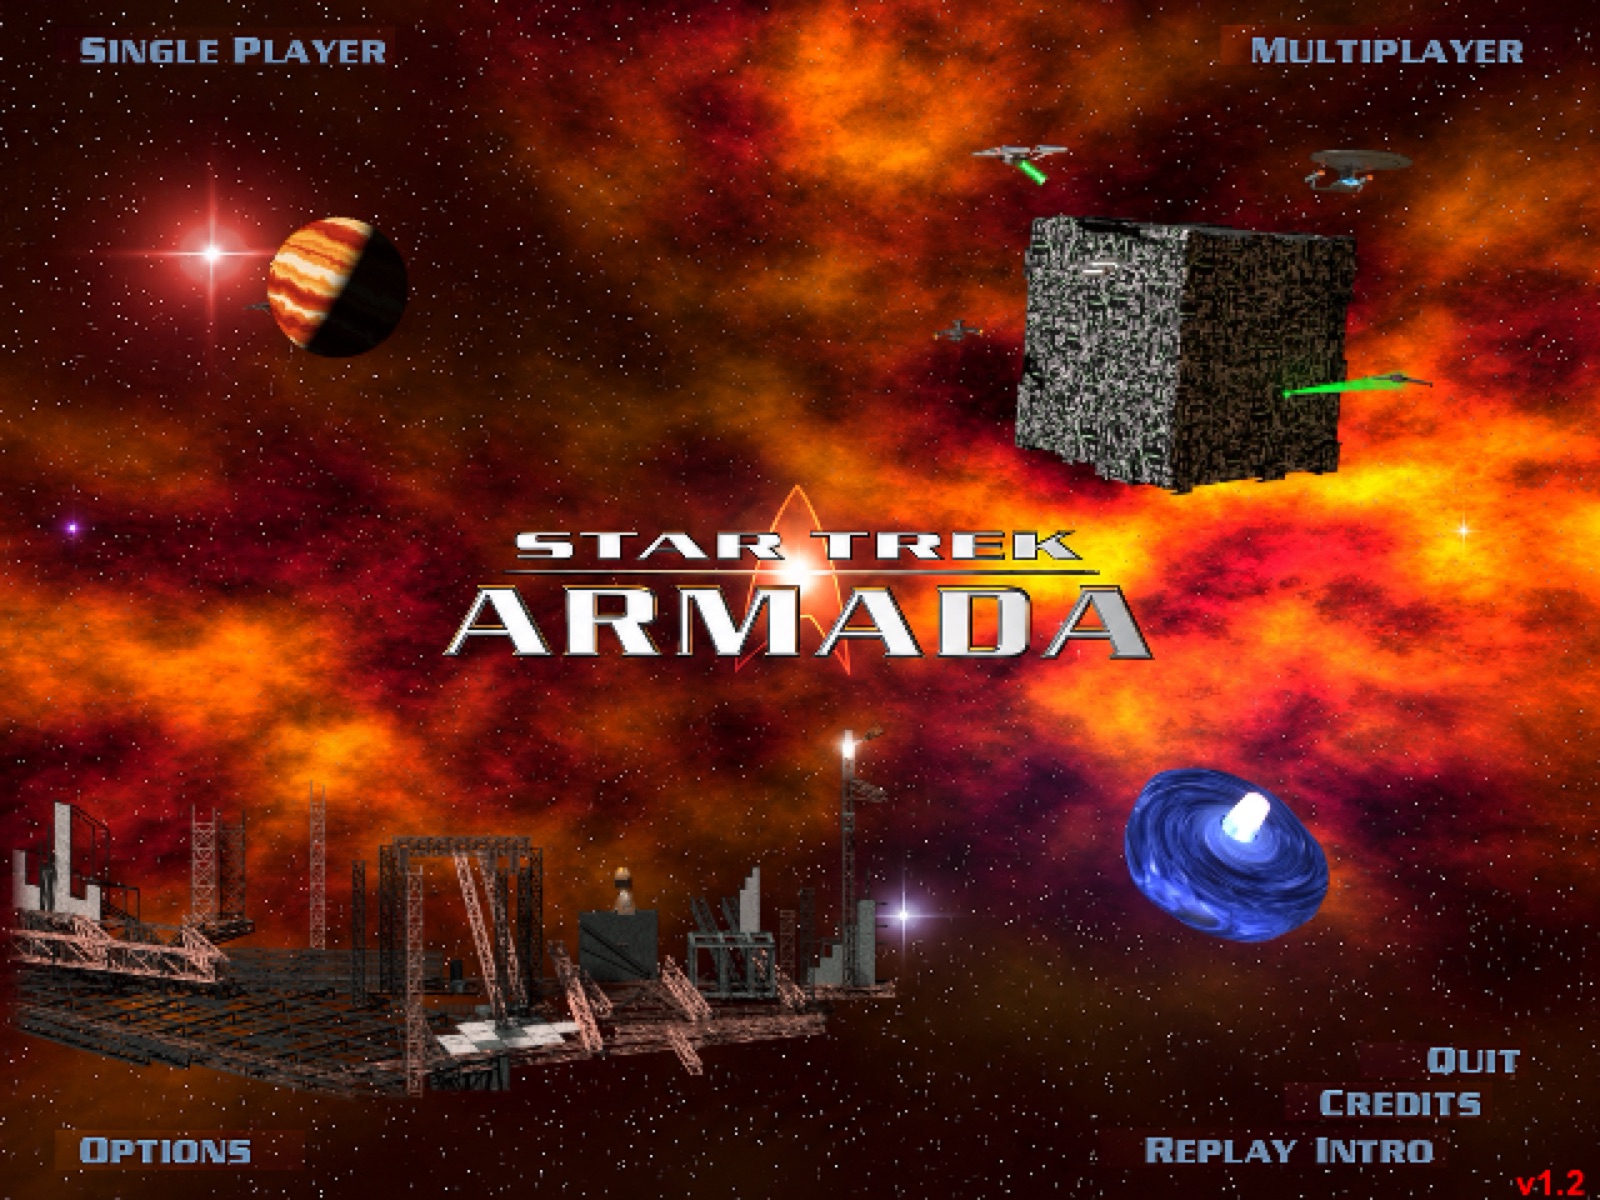 Single Player
Multiplayer
STAR TREK
ARMADA
Quit
Credits
Options
Replay Intro
v1.2